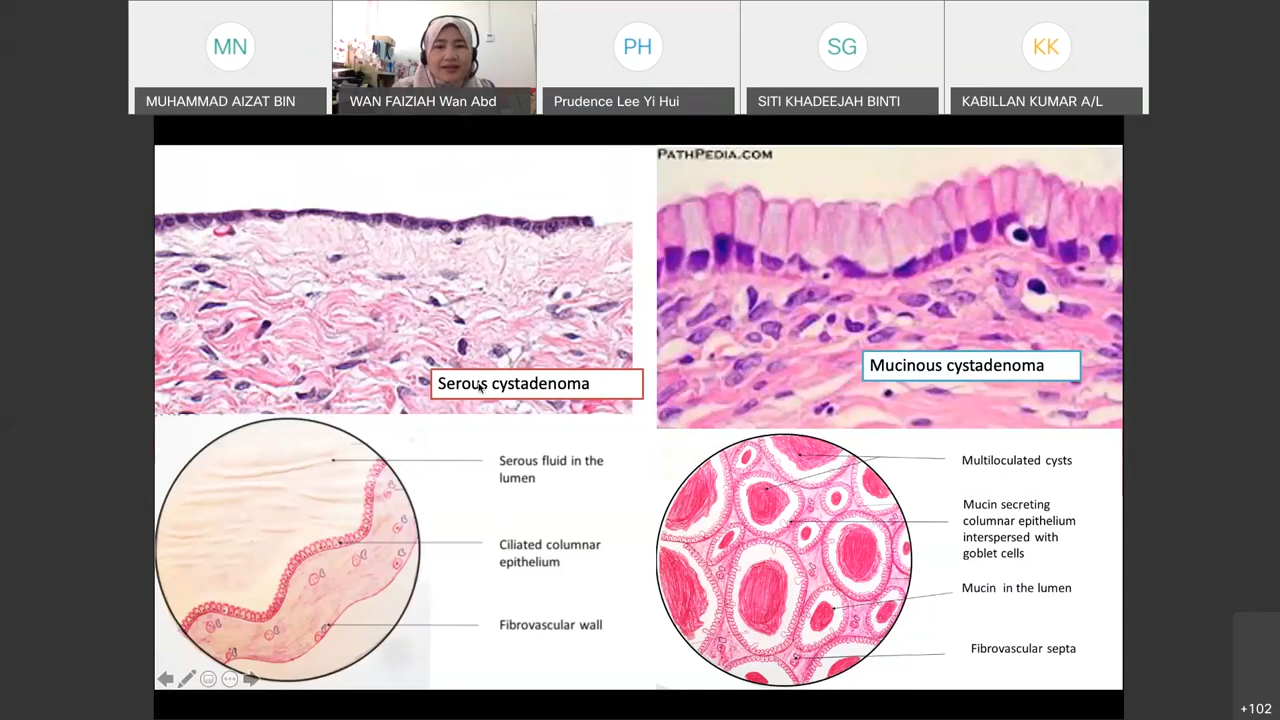 MN
PH
SG
KK
MUHAMMAD AIZAT BIN
WAN FAIZIAH Wan Abd
Prudence Lee Yi Hui
SITI KHADEEJAH BINTI
KABILLAN KUMAR A/L
PATHPEDIA.COM
Serous cystadenoma
Mucinous cystadenoma
Serous fluid in the
lumen
Ciliated columnar
epithelium
Fibrovascular wall
Multiloculated cysts
Mucin secreting
columnar epithelium
interspersed with
goblet cells
Mucin in the lumen
Fibrovascular septa
+102